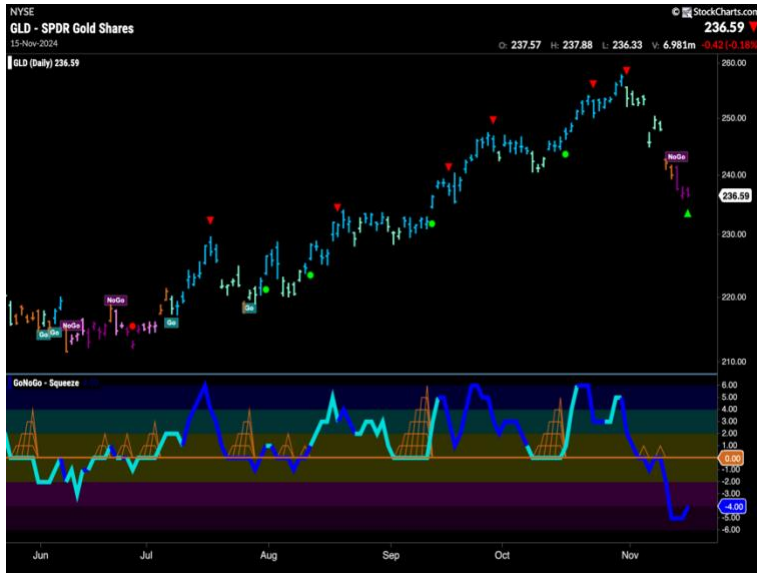 NYSE © StockCharts.com
GLD - SPDR Gold Shares 236.59
15-Nov-2024 O: 237.57 H: 237.88 L: 236.33 V: 6.981m -0.42 (-0.18%)
GLD (Daily) 236.59
260.00
250.00
NoGo
240.00
236.59
230.00
220.00
NoGo
Go
Go
Go Go NoGo
210.00
GoNoGo - Squeeze
6.00
5.00
4.00
3.00
2.00
1.00
0.00
-1.00
-2.00
-3.00
-4.00
-5.00
-6.00
Jun Jul Aug Sep Oct Nov